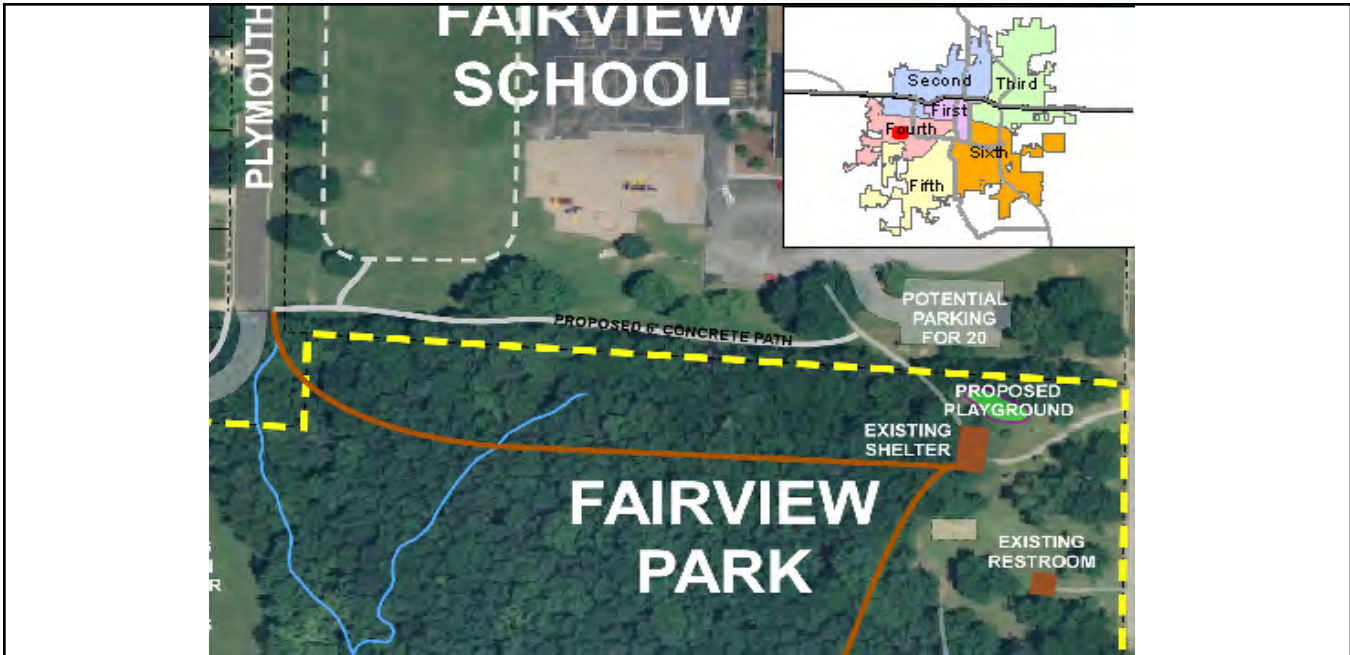 FAIRVIEW
SCHOOL
PLYMOUTH
Second
Third
First
Fourth
Sixth
Fifth
POTENTIAL
PARKING
FOR 20
PROPOSED 6' CONCRETE PATH
PROPOSED
PLAYGROUND
EXISTING
SHELTER
FAIRVIEW
PARK
EXISTING
RESTROOM
R